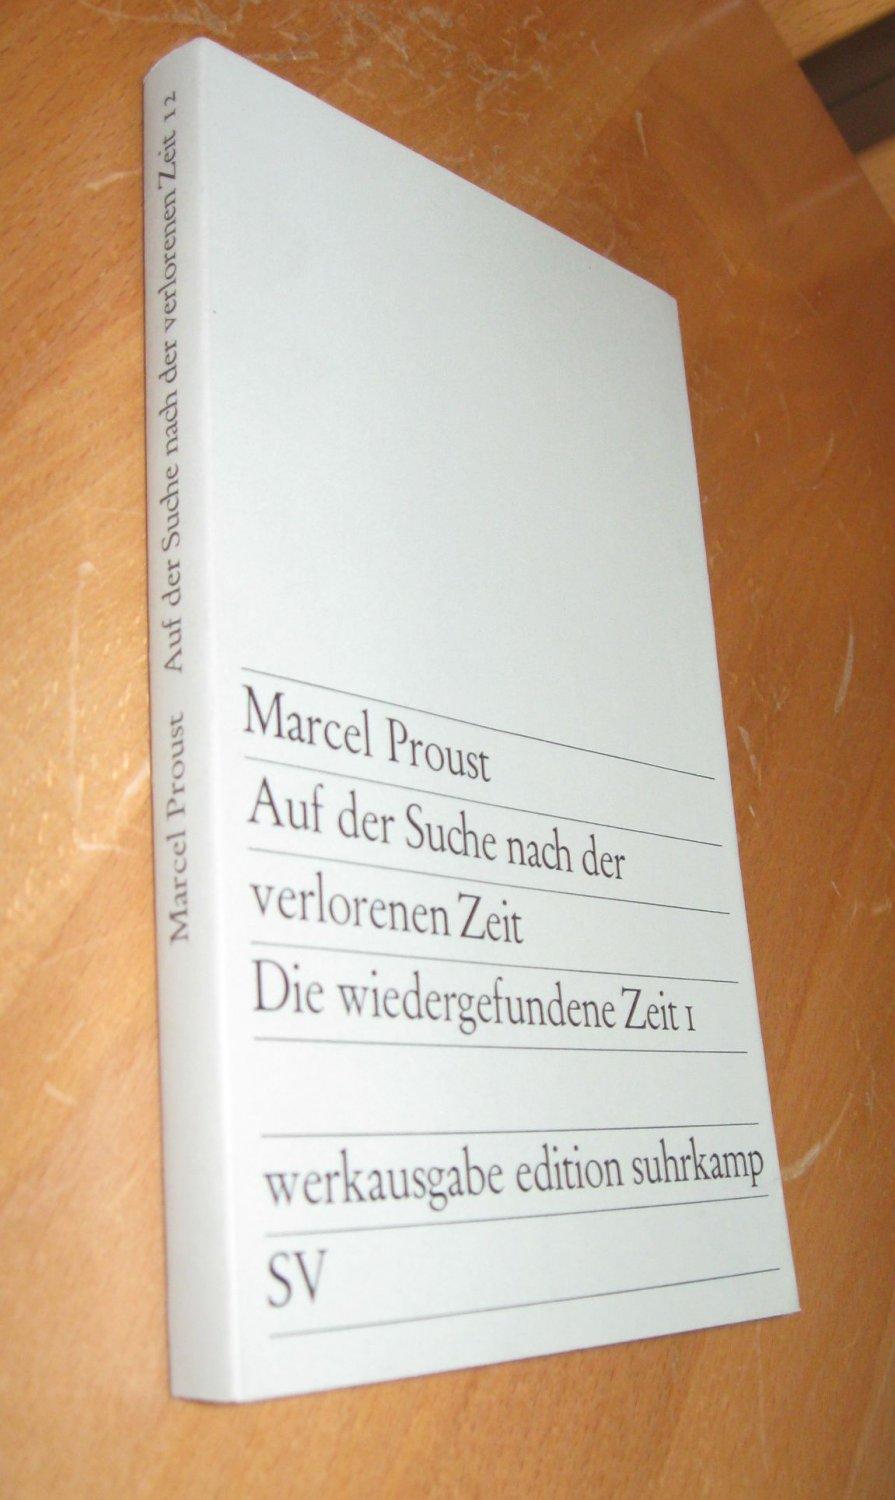 Marcel Proust Auf der Suche nach der verlorenen Zeit 12
Marcel Proust
Auf der Suche nach der
verlorenen Zeit
Die wiedergefundene Zeit 1
werkausgabe edition suhrkamp
SV